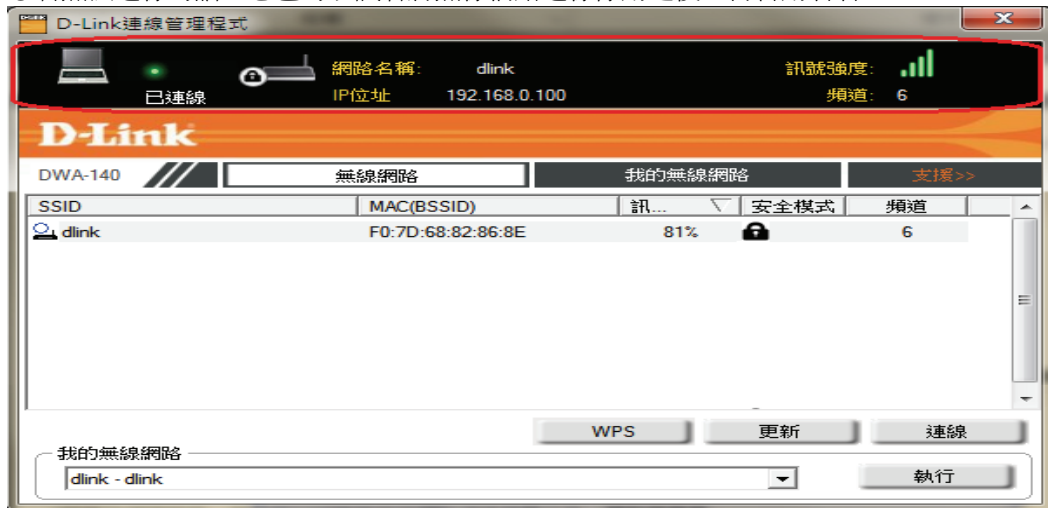 D-Link連線管理程式
網路名稱: dlink 訊號強度:
已連線 IP位址 192.168.0.100 頻道: 6
D-Link
DWA-140 無線網路 我的無線網路 支援>>
SSID MAC(BSSID) 訊... 安全模式 頻道
dlink F0:7D:68:82:86:8E 81% 6
WPS 更新 連線
我的無線網路
dlink - dlink 執行